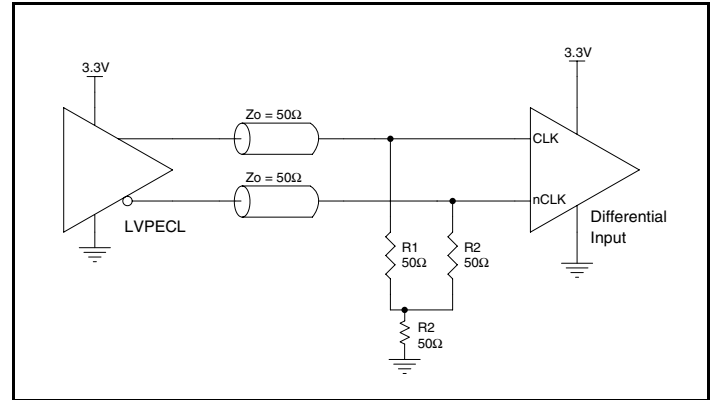 3.3V
3.3V
Zo = 50Ω
CLK
Zo = 50Ω
nCLK
LVPECL
Differential
Input
R1
50Ω
R2
50Ω
R2
50Ω